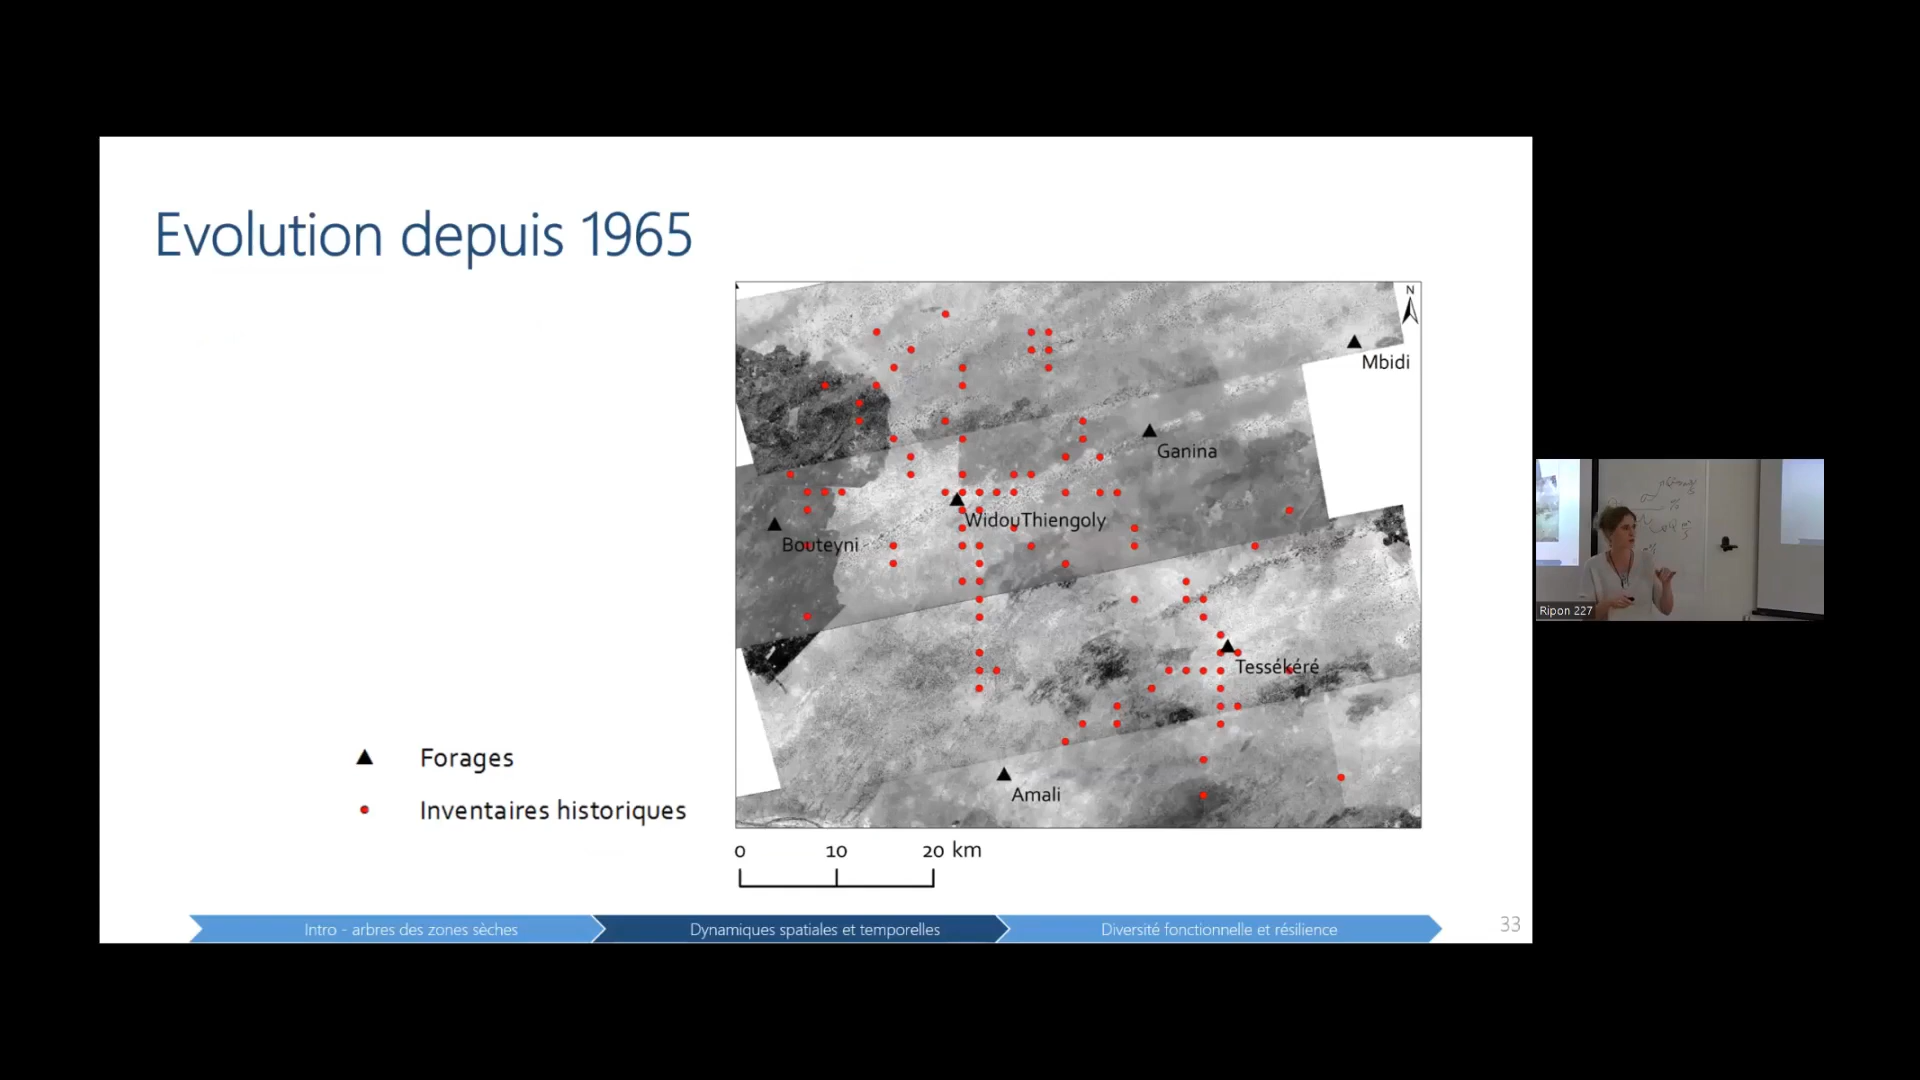 Evolution depuis 1965
N
Mbidi
Ganina
WidouThiengoly
Bouteyni
Tessékéré
Amali
Forages
Inventaires historiques
0 10 20 km
Intro - arbres des zones sèches
Dynamiques spatiales et temporelles
Diversité fonctionnelle et résilience
33
Ripon 227